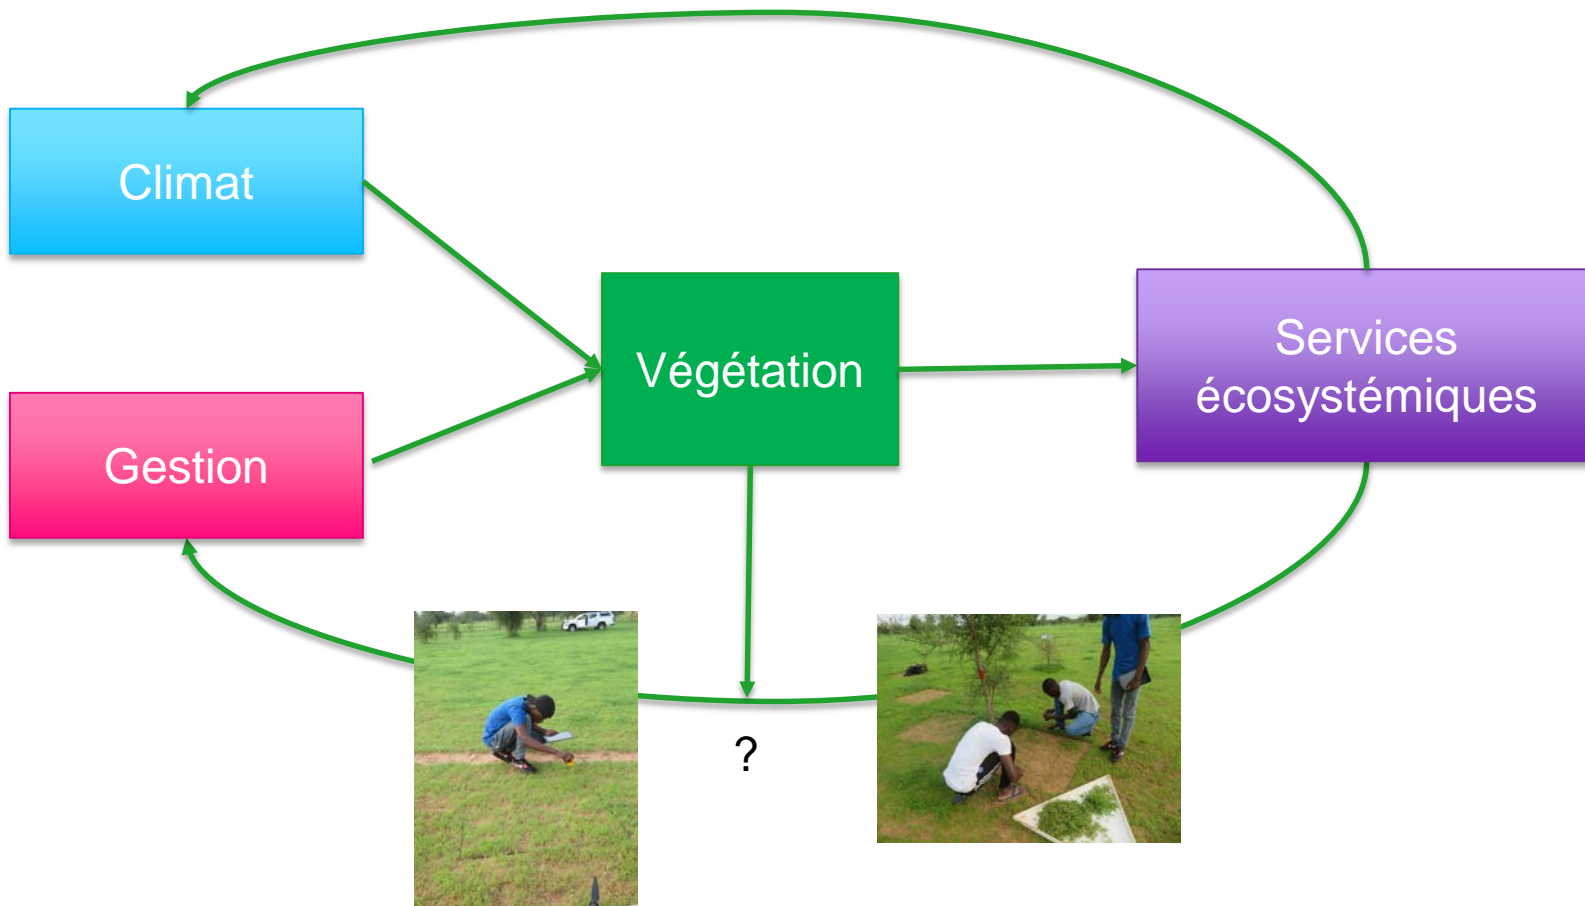 Climat
Gestion
Végétation
Services
écosystémiques
?